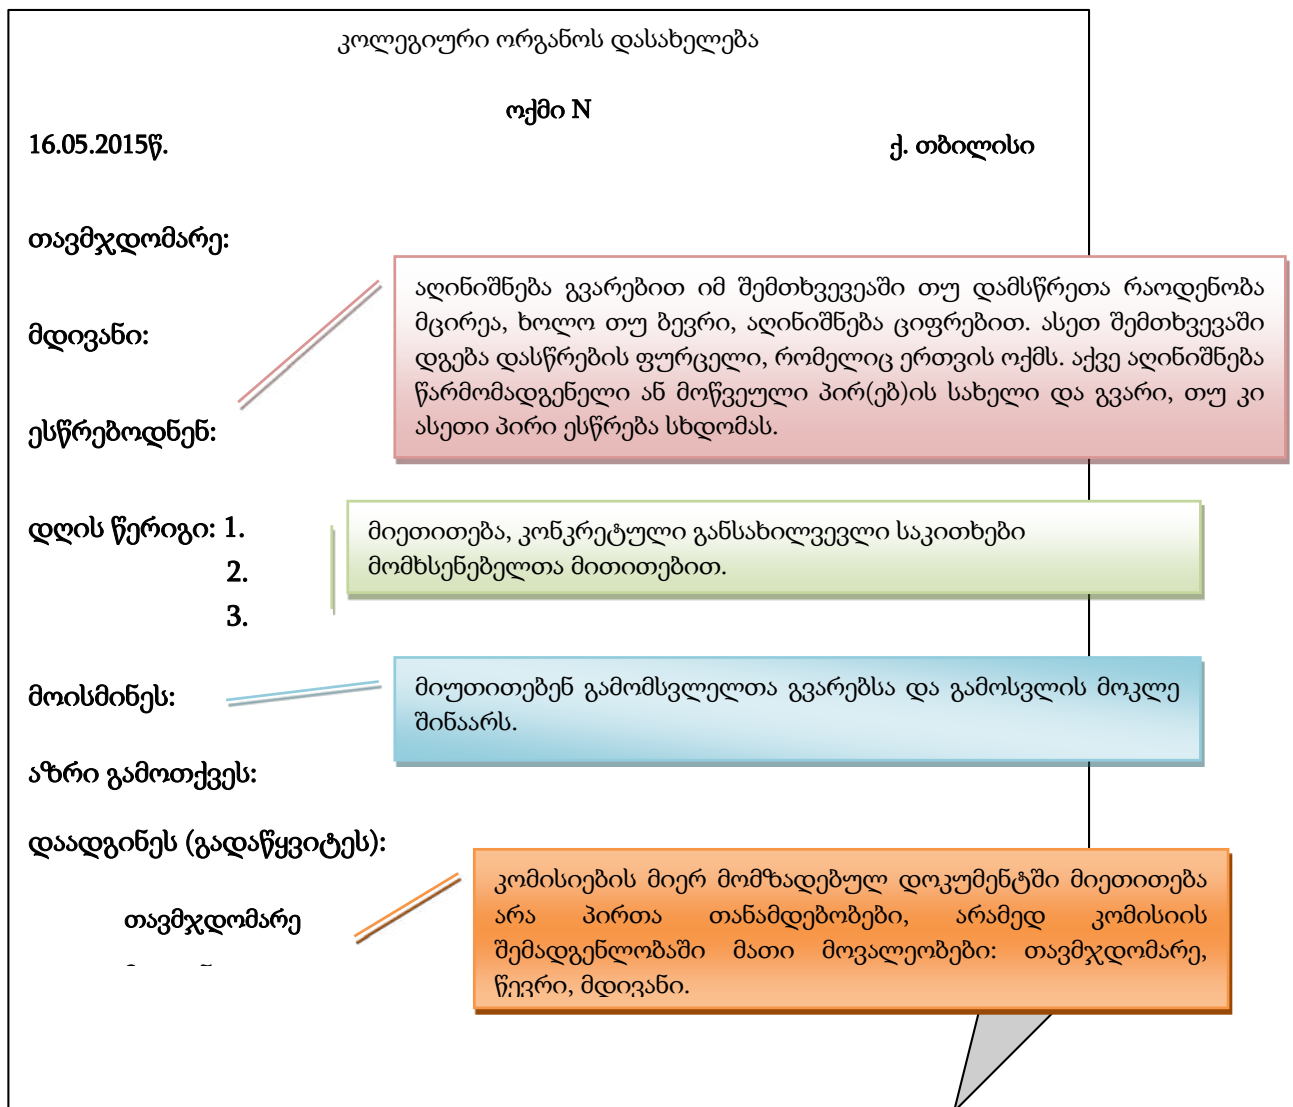 კოლეგიური ორგანოს დასახელება
ოქმი N
16.05.2015წ. ქ. თბილისი
თავმჯდომარე:
აღინიშნება გვარებით იმ შემთხვევეაში თუ დამსწრეთა რაოდენობა
მცირეა, ხოლო თუ ბევრი, აღინიშნება ციფრებით. ასეთ შემთხვევაში
დგება დასწრების ფურცელი, რომელიც ერთვის ოქმს. აქვე აღინიშნება
წარმომადგენელი ან მოწვეული პირ(ებ)ის სახელი და გვარი, თუ კი
ასეთი პირი ესწრება სხდომას.
მდივანი:
ესწრებოდნენ:
დღის წერიგი: 1.
2.
3.
მიეთითება, კონკრეტული განსახილვევლი საკითხები
მომხსენებელთა მითითებით.
მოისმინეს:
მიუთითებენ გამომსვლელთა გვარებსა და გამოსვლის მოკლე
შინაარს.
აზრი გამოთქვეს:
დაადგინეს (გადაწყვიტეს):
კომისიების მიერ მომზადებულ დოკუმენტში მიეთითება
არა პირთა თანამდებობები, არამედ კომისიის
შემადგენლობაში მათი მოვალეობები: თავმჯდომარე,
წევრი, მდივანი.
თავმჯდომარე